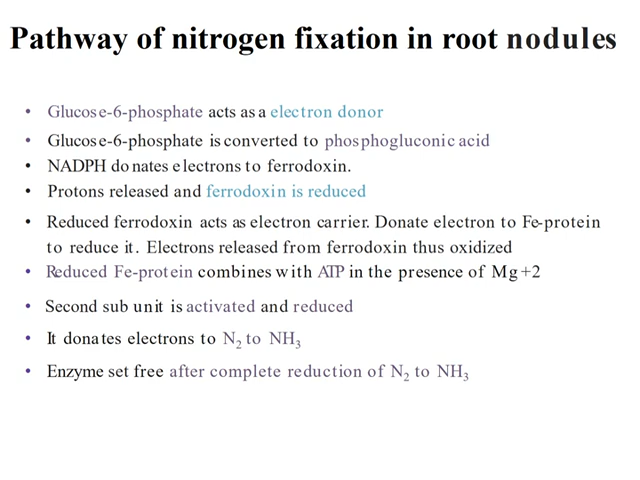 Pathway of nitrogen fixation in root nodules
• Glucose-6-phosphate acts as a electron donor
• Glucose-6-phosphate is converted to phosphogluconic acid
• NADPH donates electrons to ferrodoxin.
• Protons released and ferrodoxin is reduced
• Reduced ferrodoxin acts as electron carrier. Donate electron to Fe-protein
to reduce it. Electrons released from ferrodoxin thus oxidized
• Reduced Fe-protein combines with ATP in the presence of Mg +2
• Second sub unit is activated and reduced
• It donates electrons to N₂ to NH₃
• Enzyme set free after complete reduction of N₂ to NH₃